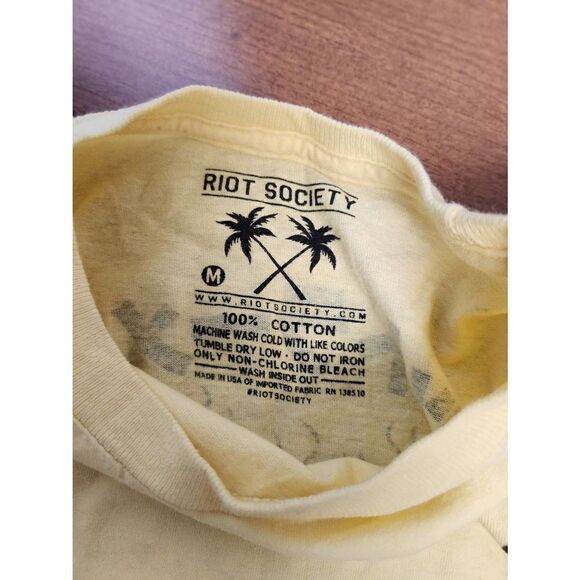 RIOT SOCIETY
M
WWW.RIOTSOCIETY.COM
100% COTTON
MACHINE WASH COLD WITH LIKE COLORS
TUMBLE DRY LOW · DO NOT IRON
ONLY NON-CHLORINE BLEACH
WASH INSIDE OUT
MADE IN USA OF IMPORTED FABRIC RN 138510
#RIOTSOCIETY